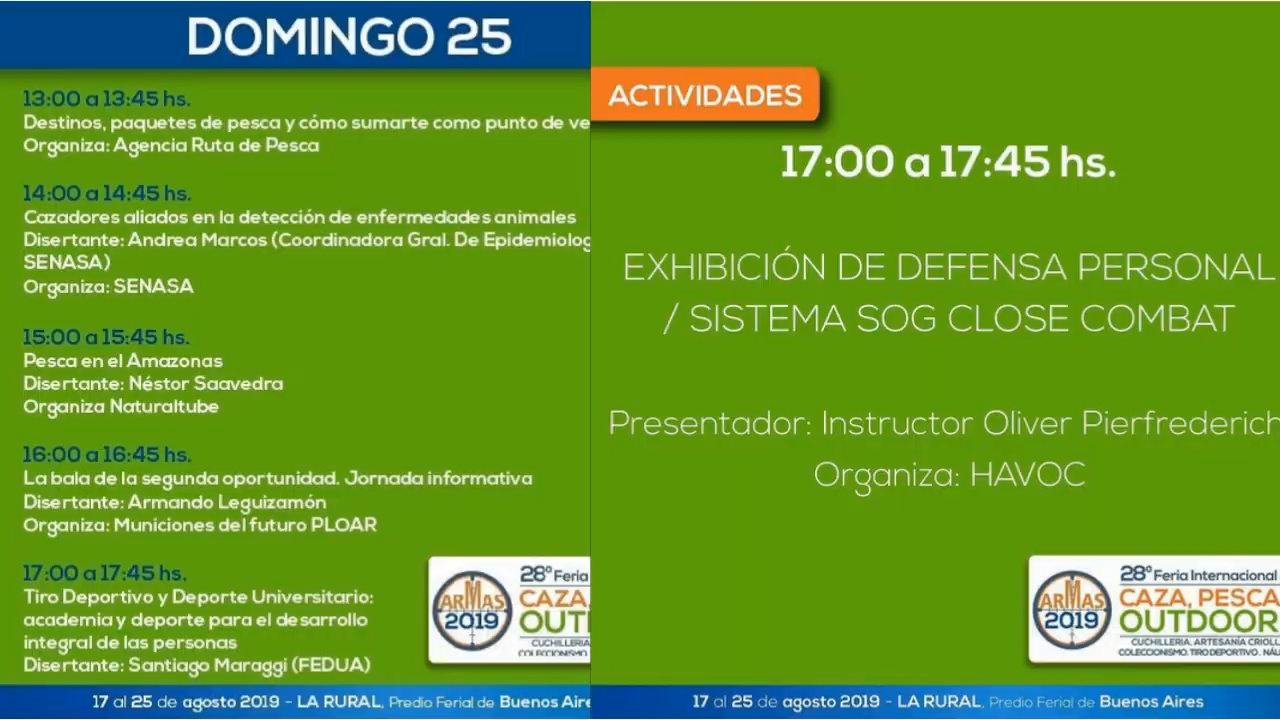 DOMINGO 25
13:00 a 13:45 hs.
Destinos, paquetes de pesca y cómo sumarte como punto de ve
Organiza: Agencia Ruta de Pesca
14:00 a 14:45 hs.
Cazadores aliados en la detección de enfermedades animales
Disertante: Andrea Marcos (Coordinadora Gral. De Epidemiolog
SENASA)
Organiza: SENASA
15:00 a 15:45 hs.
Pesca en el Amazonas
Disertante: Néstor Saavedra
Organiza Naturaltube
16:00 a 16:45 hs.
La bala de la segunda oportunidad. Jornada informativa
Disertante: Armando Leguizamón
Organiza: Municiones del futuro PLOAR
17:00 a 17:45 hs.
Tiro Deportivo y Deporte Universitario:
academia y deporte para el desarrollo
integral de las personas
Disertante: Santiago Maraggi (FEDUA)
ARMAS
2019
28º Feria
CAZA,
OUT
CUCHILLERIA
COLECCIONISMO
17 al 25 de agosto 2019 - LA RURAL, Predio Ferial de Buenos Aire
ACTIVIDADES
17:00 a 17:45 hs.
EXHIBICIÓN DE DEFENSA PERSONAL
/ SISTEMA SOG CLOSE COMBAT
Presentador: Instructor Oliver Pierfrederich
Organiza: HAVOC
ARMAS
2019
28º Feria Internacional
CAZA, PESCA
OUTDOOR
CUCHILLERIA, ARTESANÍA CRIOLL
COLECCIONISMO, TIRO DEPORTIVO, NÁU
17 al 25 de agosto 2019 - LA RURAL, Predio Ferial de Buenos Aires